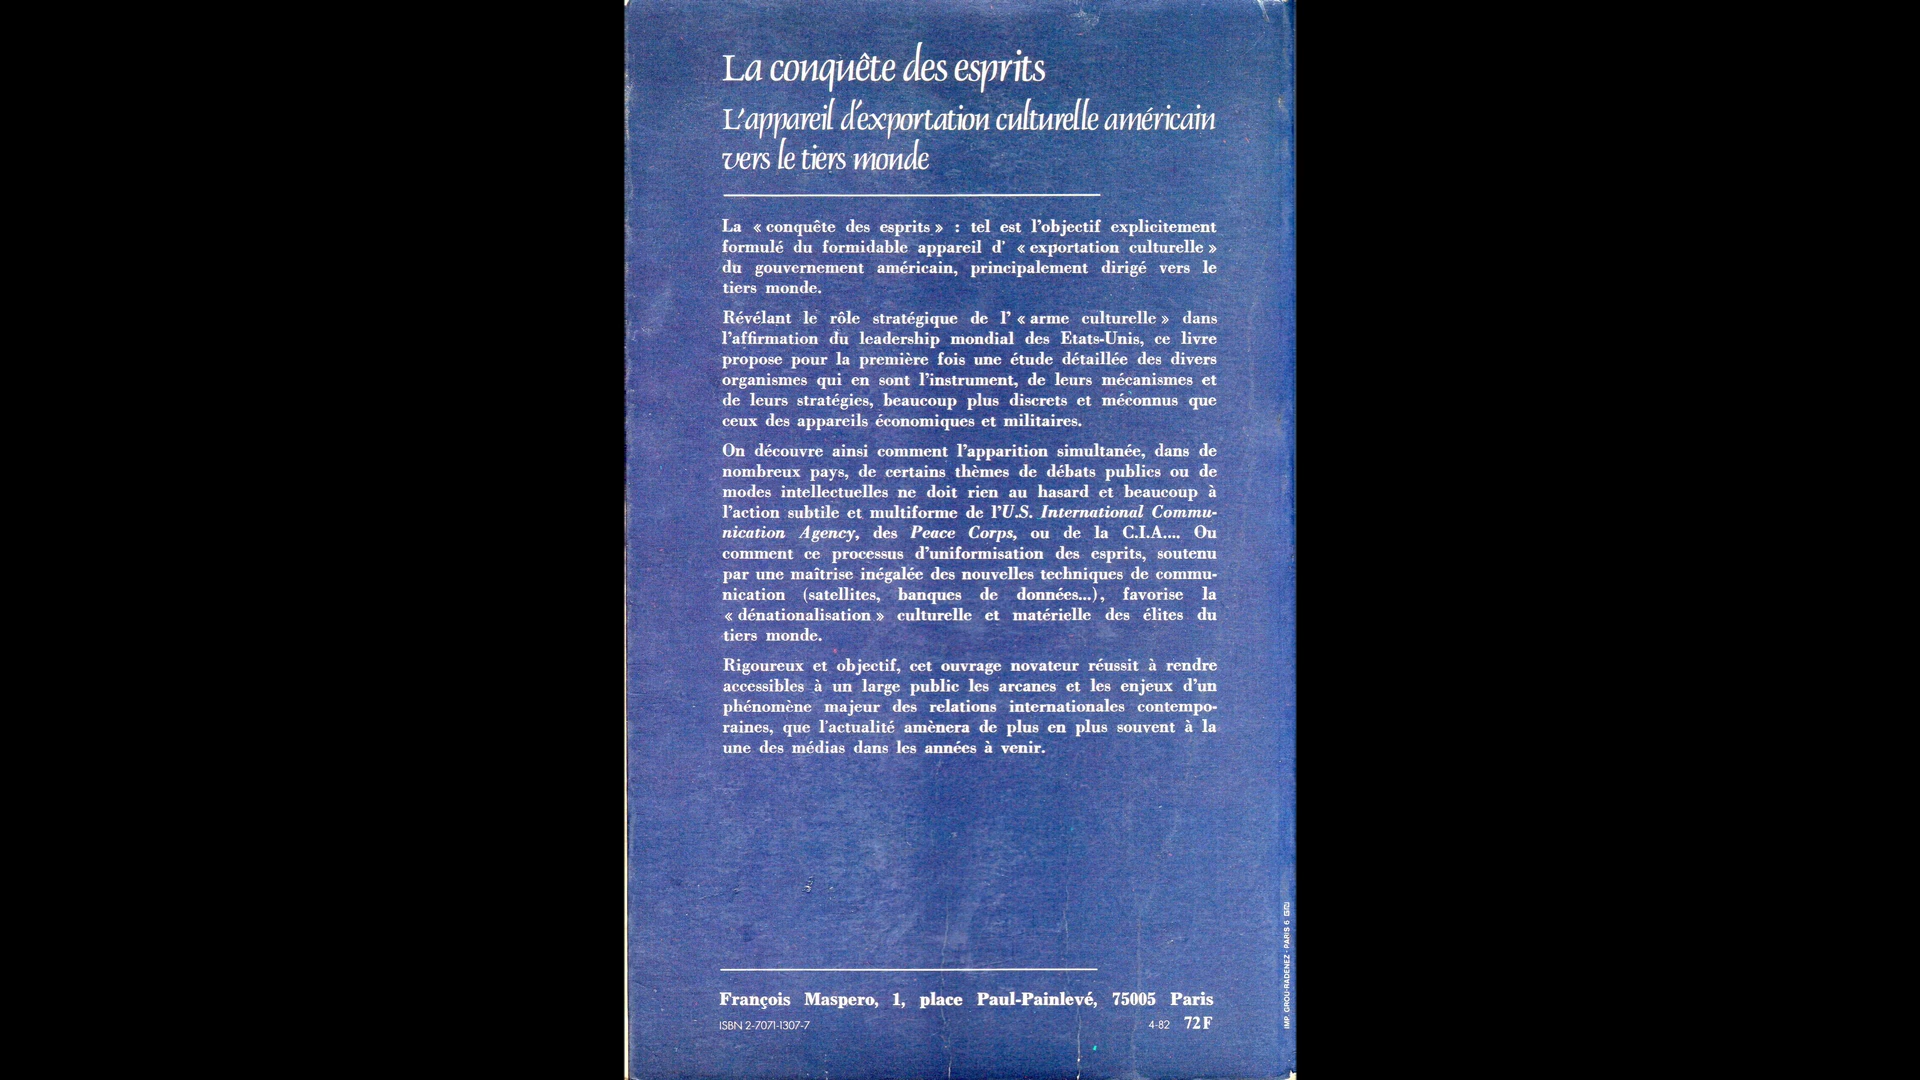 La conquête des esprits
L'appareil d'exportation culturelle américain
vers le tiers monde
La « conquête des esprits » : tel est l'objectif explicitement
formulé du formidable appareil d' « exportation culturelle »
du gouvernement américain, principalement dirigé vers le
tiers monde.
Révélant le rôle stratégique de l' « arme culturelle » dans
l'affirmation du leadership mondial des Etats-Unis, ce livre
propose pour la première fois une étude détaillée des divers
organismes qui en sont l'instrument, de leurs mécanismes et
de leurs stratégies, beaucoup plus discrets et méconnus que
ceux des appareils économiques et militaires.
On découvre ainsi comment l'apparition simultanée, dans de
nombreux pays, de certains thèmes de débats publics ou de
modes intellectuelles ne doit rien au hasard et beaucoup à
l'action subtile et multiforme de l'U.S. International Commu-
nication Agency, des Peace Corps, ou de la C.I.A.... Ou
comment ce processus d'uniformisation des esprits, soutenu
par une maîtrise inégalée des nouvelles techniques de commu-
nication (satellites, banques de données...), favorise la
« dénationalisation » culturelle et matérielle des élites du
tiers monde.
Rigoureux et objectif, cet ouvrage novateur réussit à rendre
accessibles à un large public les arcanes et les enjeux d'un
phénomène majeur des relations internationales contempo-
raines, que l'actualité amènera de plus en plus souvent à la
une des médias dans les années à venir.
François Maspero, 1, place Paul-Painlevé, 75005 Paris
ISBN 2-7071-1307-7
4-82 72 F
IMP. GROU-RADENEZ - PARIS 6